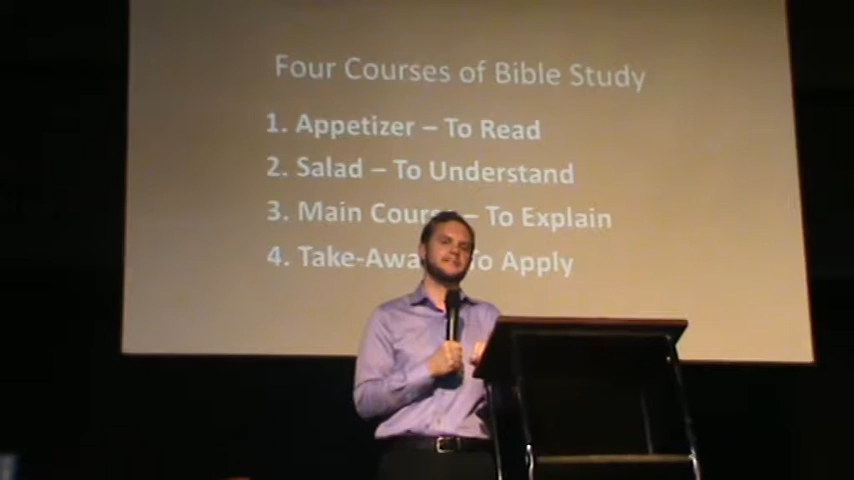 Four Courses of Bible Study
1. Appetizer – To Read
2. Salad – To Understand
3. Main Course – To Explain
4. Take-Awa To Apply